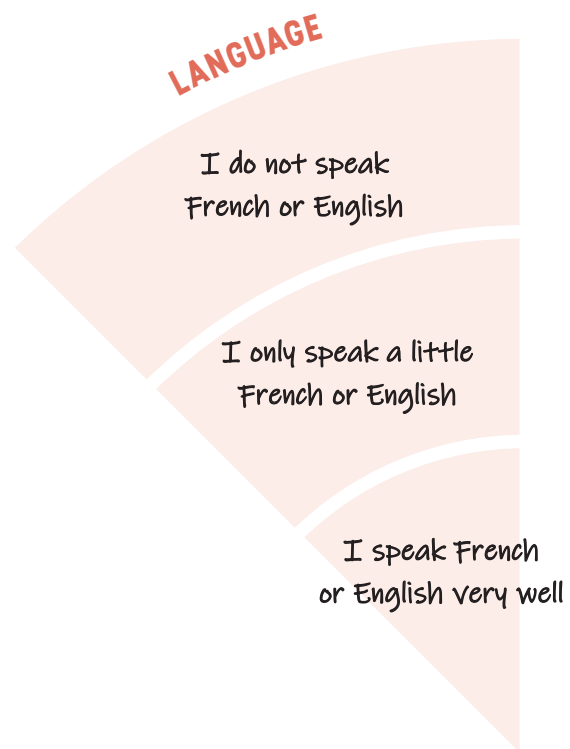 LANGUAGE
I do not speak
French or English
I only speak a little
French or English
I speak French
or English very well